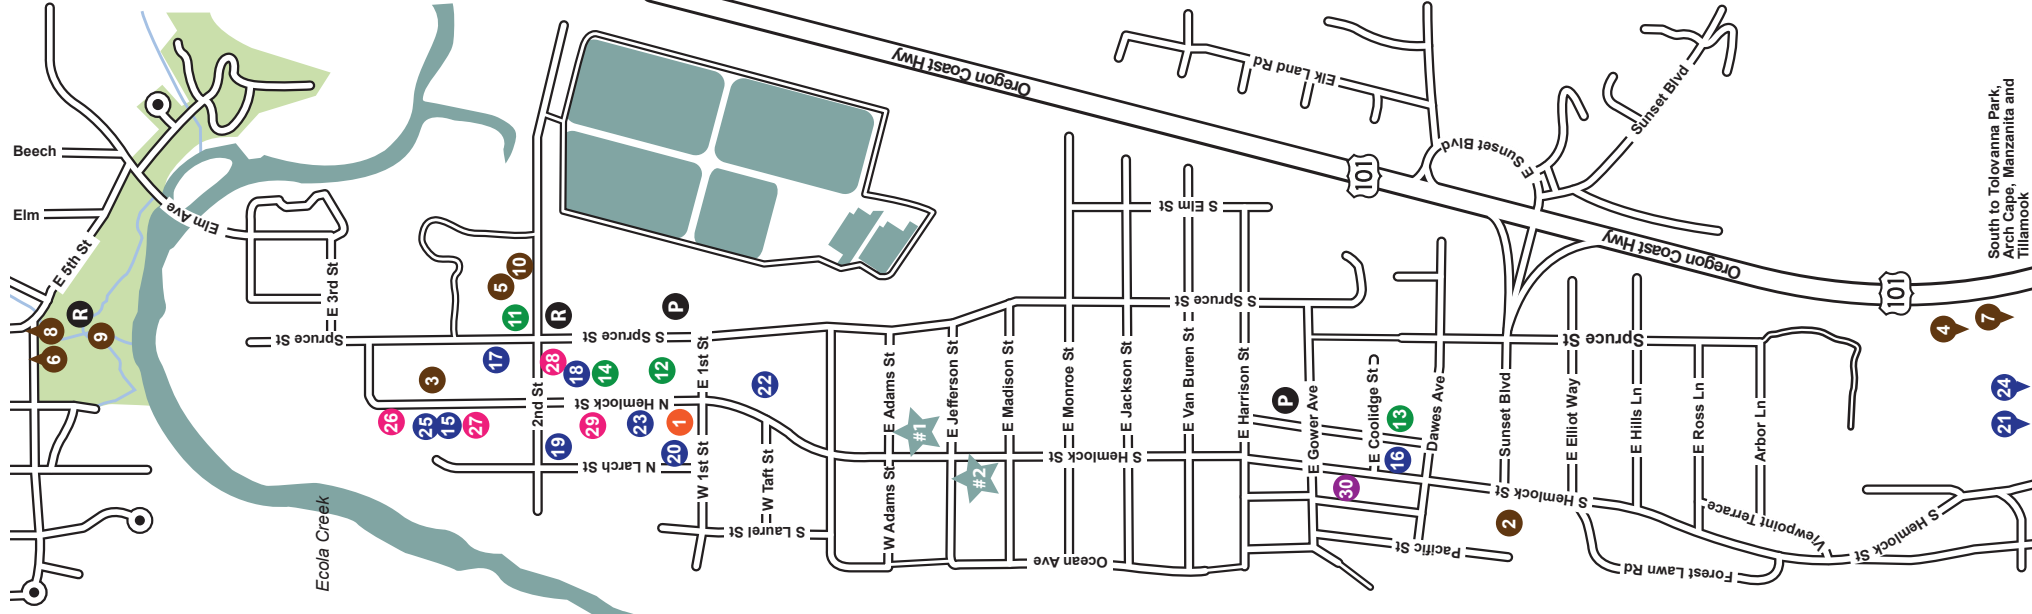 Beech
Elm
E 5th St
Elm Ave
E 3rd St
Spruce St
Ecola Creek
R
8
6
9
3
5
10
11
R
P
17
28
18
14
12
26
25
15
27
29
23
1
19
20
22
2nd St
N Hemlock St
N Larch St
S Spruce St
E 1st St
W 1st St
W Taft St
S Laurel St
E Adams St
W Adams St
#1
E Jefferson St
#2
E Madison St
E Monroe St
E Jackson St
E Van Buren St
E Harrison St
S Elm St
S Spruce St
S Hemlock St
Ocean Ave
Oregon Coast Hwy
Elk Land Rd
101
E Sunset Blvd
Sunset Blvd
P
E Gower Ave
E Coolidge St
13
16
30
Dawes Ave
Pacific St
Sunset Blvd
2
S Hemlock St
E Elliot Way
E Hills Ln
E Ross Ln
Arbor Ln
Spruce St
Viewpoint Terrace
Forest Lawn Rd
S Hemlock St
Oregon Coast Hwy
101
South to Tolovanna Park,
Arch Cape, Manzanita and
Tillamook
4
7
24
21